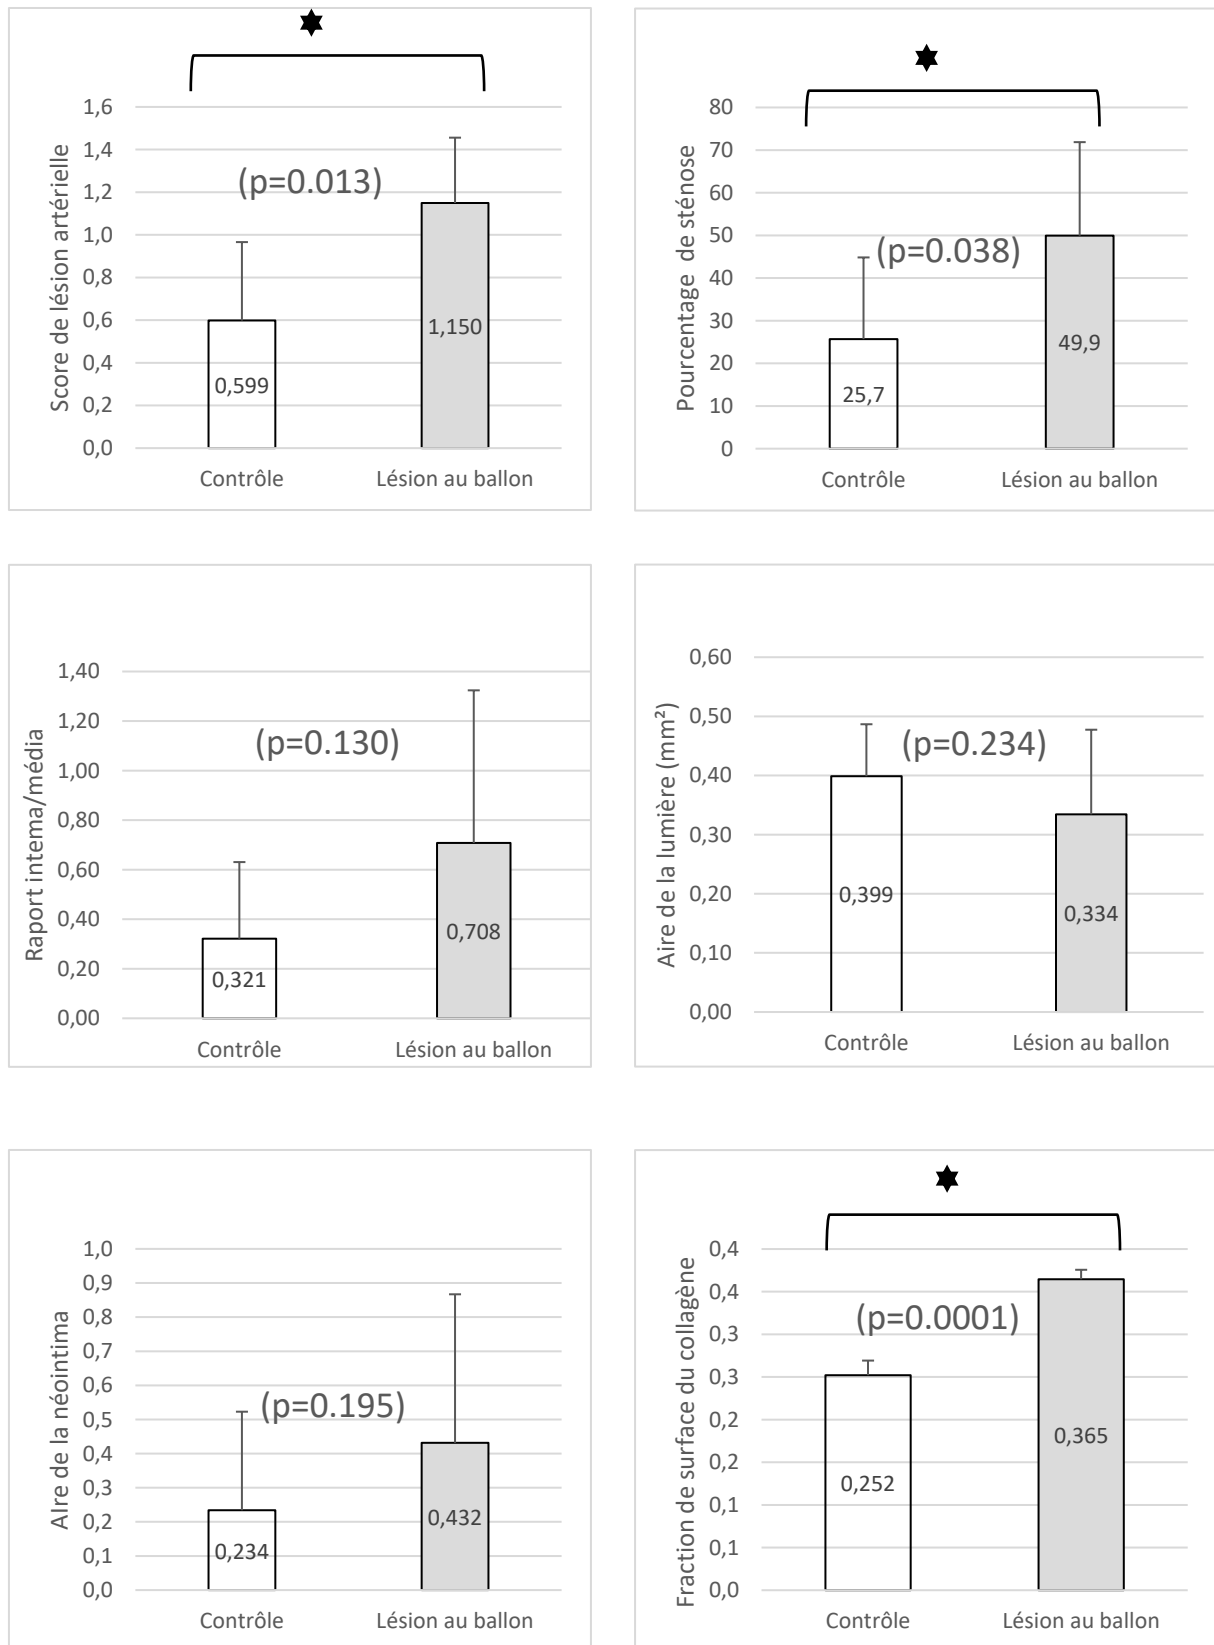 Score de lésion artérielle
1,6
1,4
1,2
1,0
0,8
0,6
0,4
0,2
0,0
(p=0.013)
0,599
1,150
Contrôle
Lésion au ballon
Pourcentage de sténose
80
70
60
50
40
30
20
10
0
(p=0.038)
25,7
49,9
Contrôle
Lésion au ballon
Raport intema/média
1,40
1,20
1,00
0,80
0,60
0,40
0,20
0,00
(p=0.130)
0,321
0,708
Contrôle
Lésion au ballon
Aire de la lumière (mm²)
0,60
0,50
0,40
0,30
0,20
0,10
0,00
(p=0.234)
0,399
0,334
Contrôle
Lésion au ballon
AIre de la néointima
1,0
0,9
0,8
0,7
0,6
0,5
0,4
0,3
0,2
0,1
0,0
(p=0.195)
0,234
0,432
Contrôle
Lésion au ballon
Fraction de surface du collagène
0,4
0,4
0,3
0,3
0,2
0,2
0,1
0,1
0,0
(p=0.0001)
0,252
0,365
Contrôle
Lésion au ballon